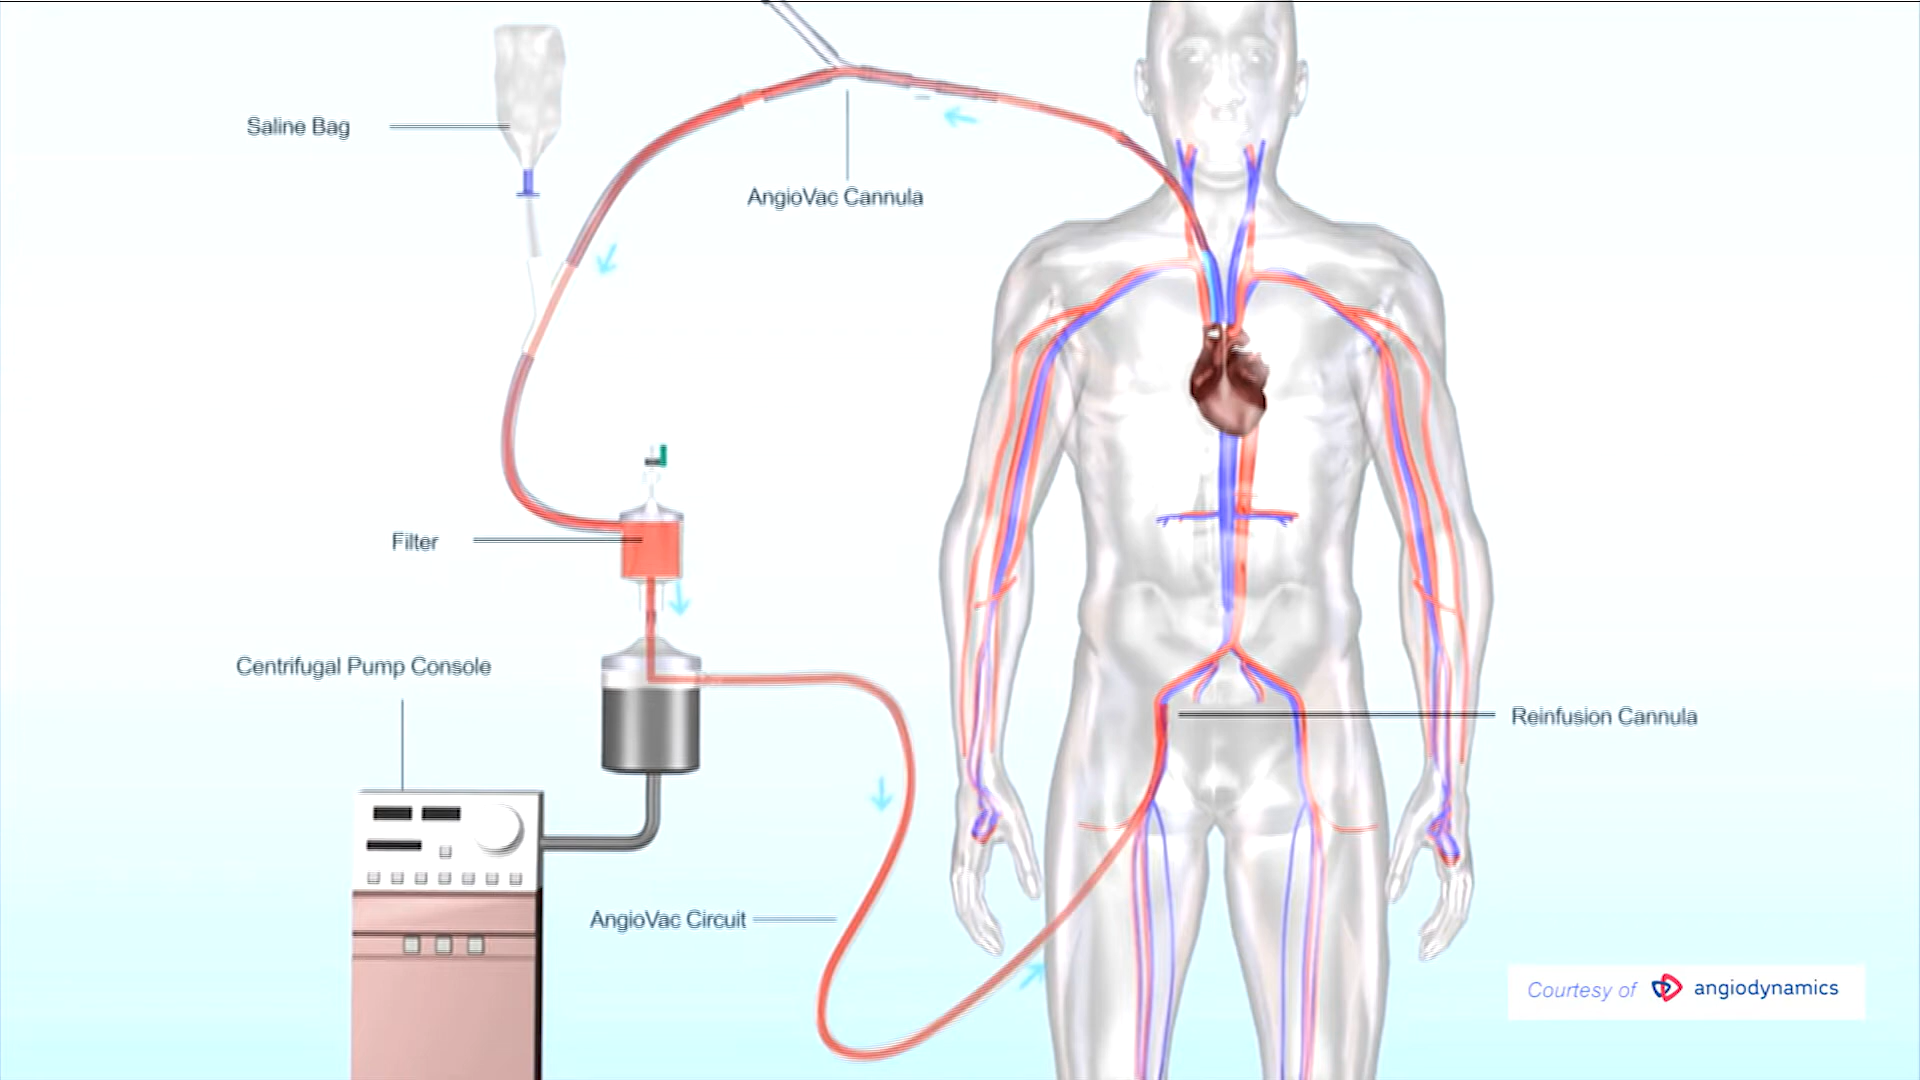 Saline Bag
AngioVac Cannula
Filter
Centrifugal Pump Console
Reinfusion Cannula
AngioVac Circuit
Courtesy of angiodynamics